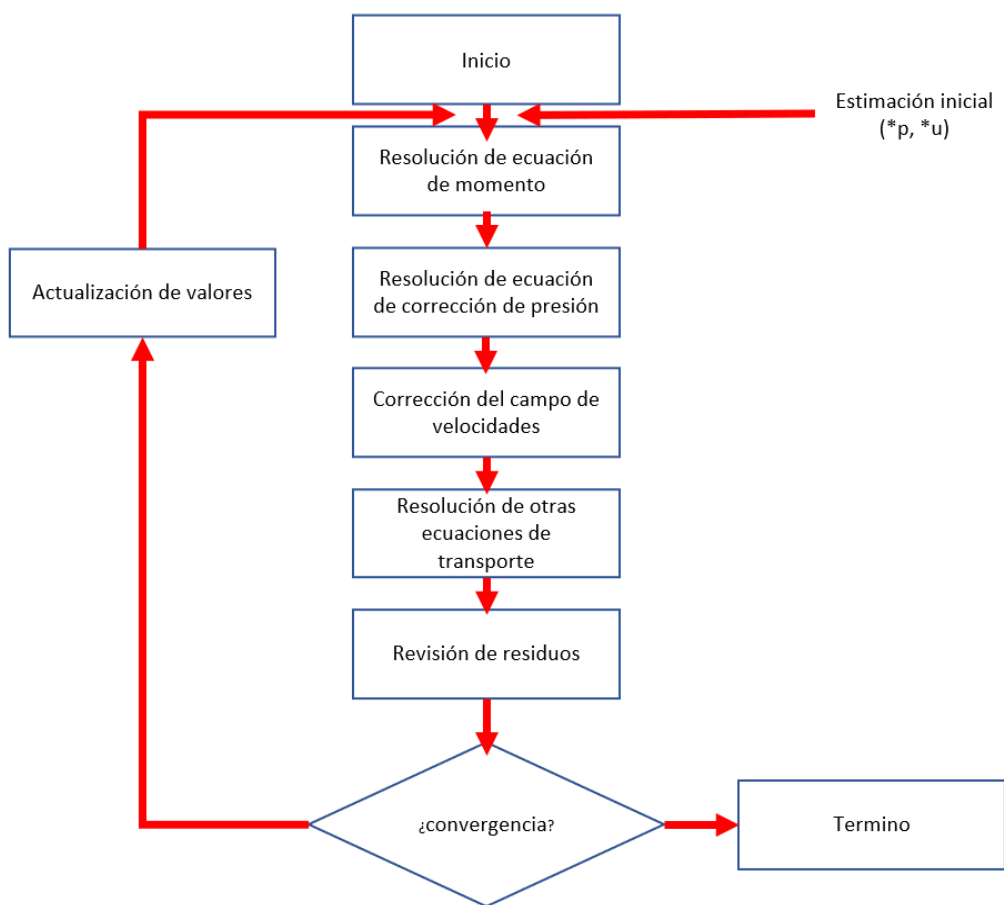 Inicio
Estimación inicial
(*p, *u)
Resolución de ecuación
de momento
Actualización de valores
Resolución de ecuación
de corrección de presión
Corrección del campo de
velocidades
Resolución de otras
ecuaciones de
transporte
Revisión de residuos
¿convergencia?
Termino